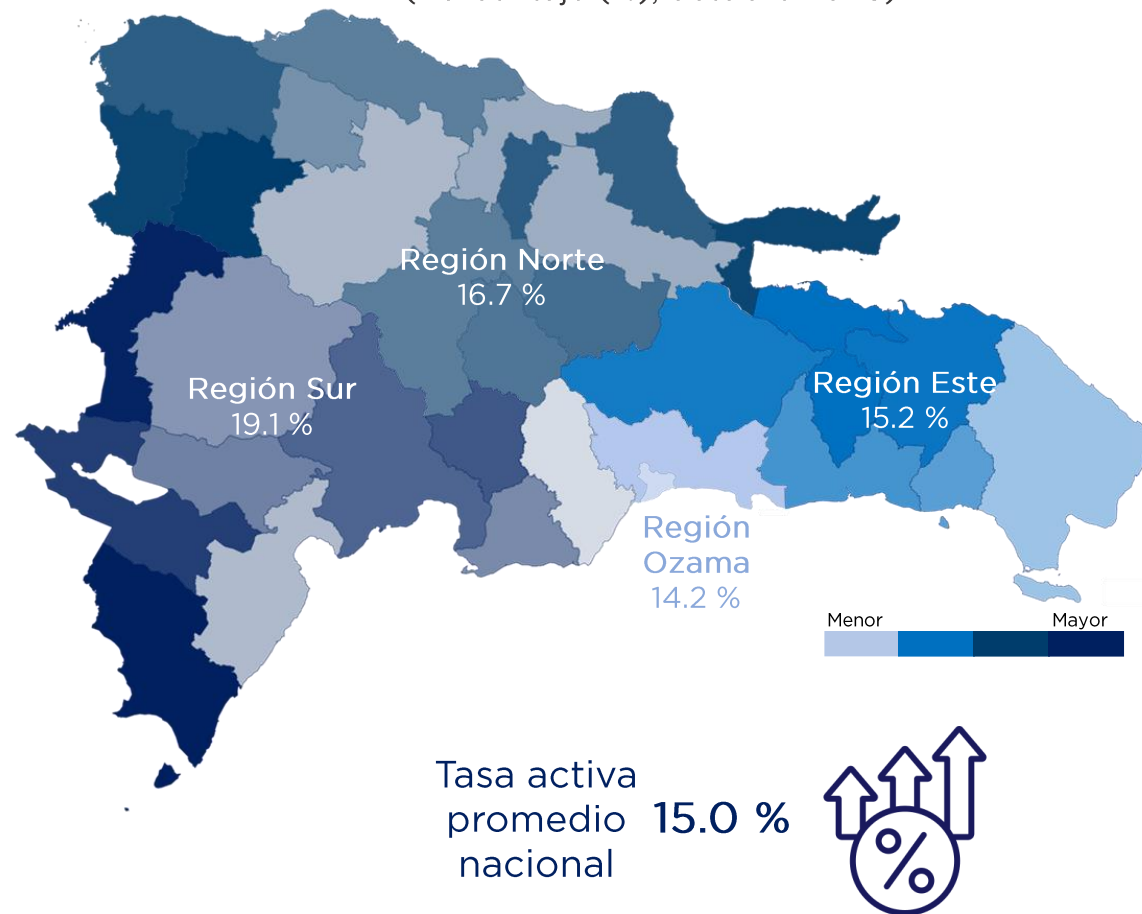 Región Norte
16.7 %
Región Sur
19.1 %
Región Este
15.2 %
Región
Ozama
14.2 %
Menor
Mayor
Tasa activa
promedio
nacional
15.0 %
%